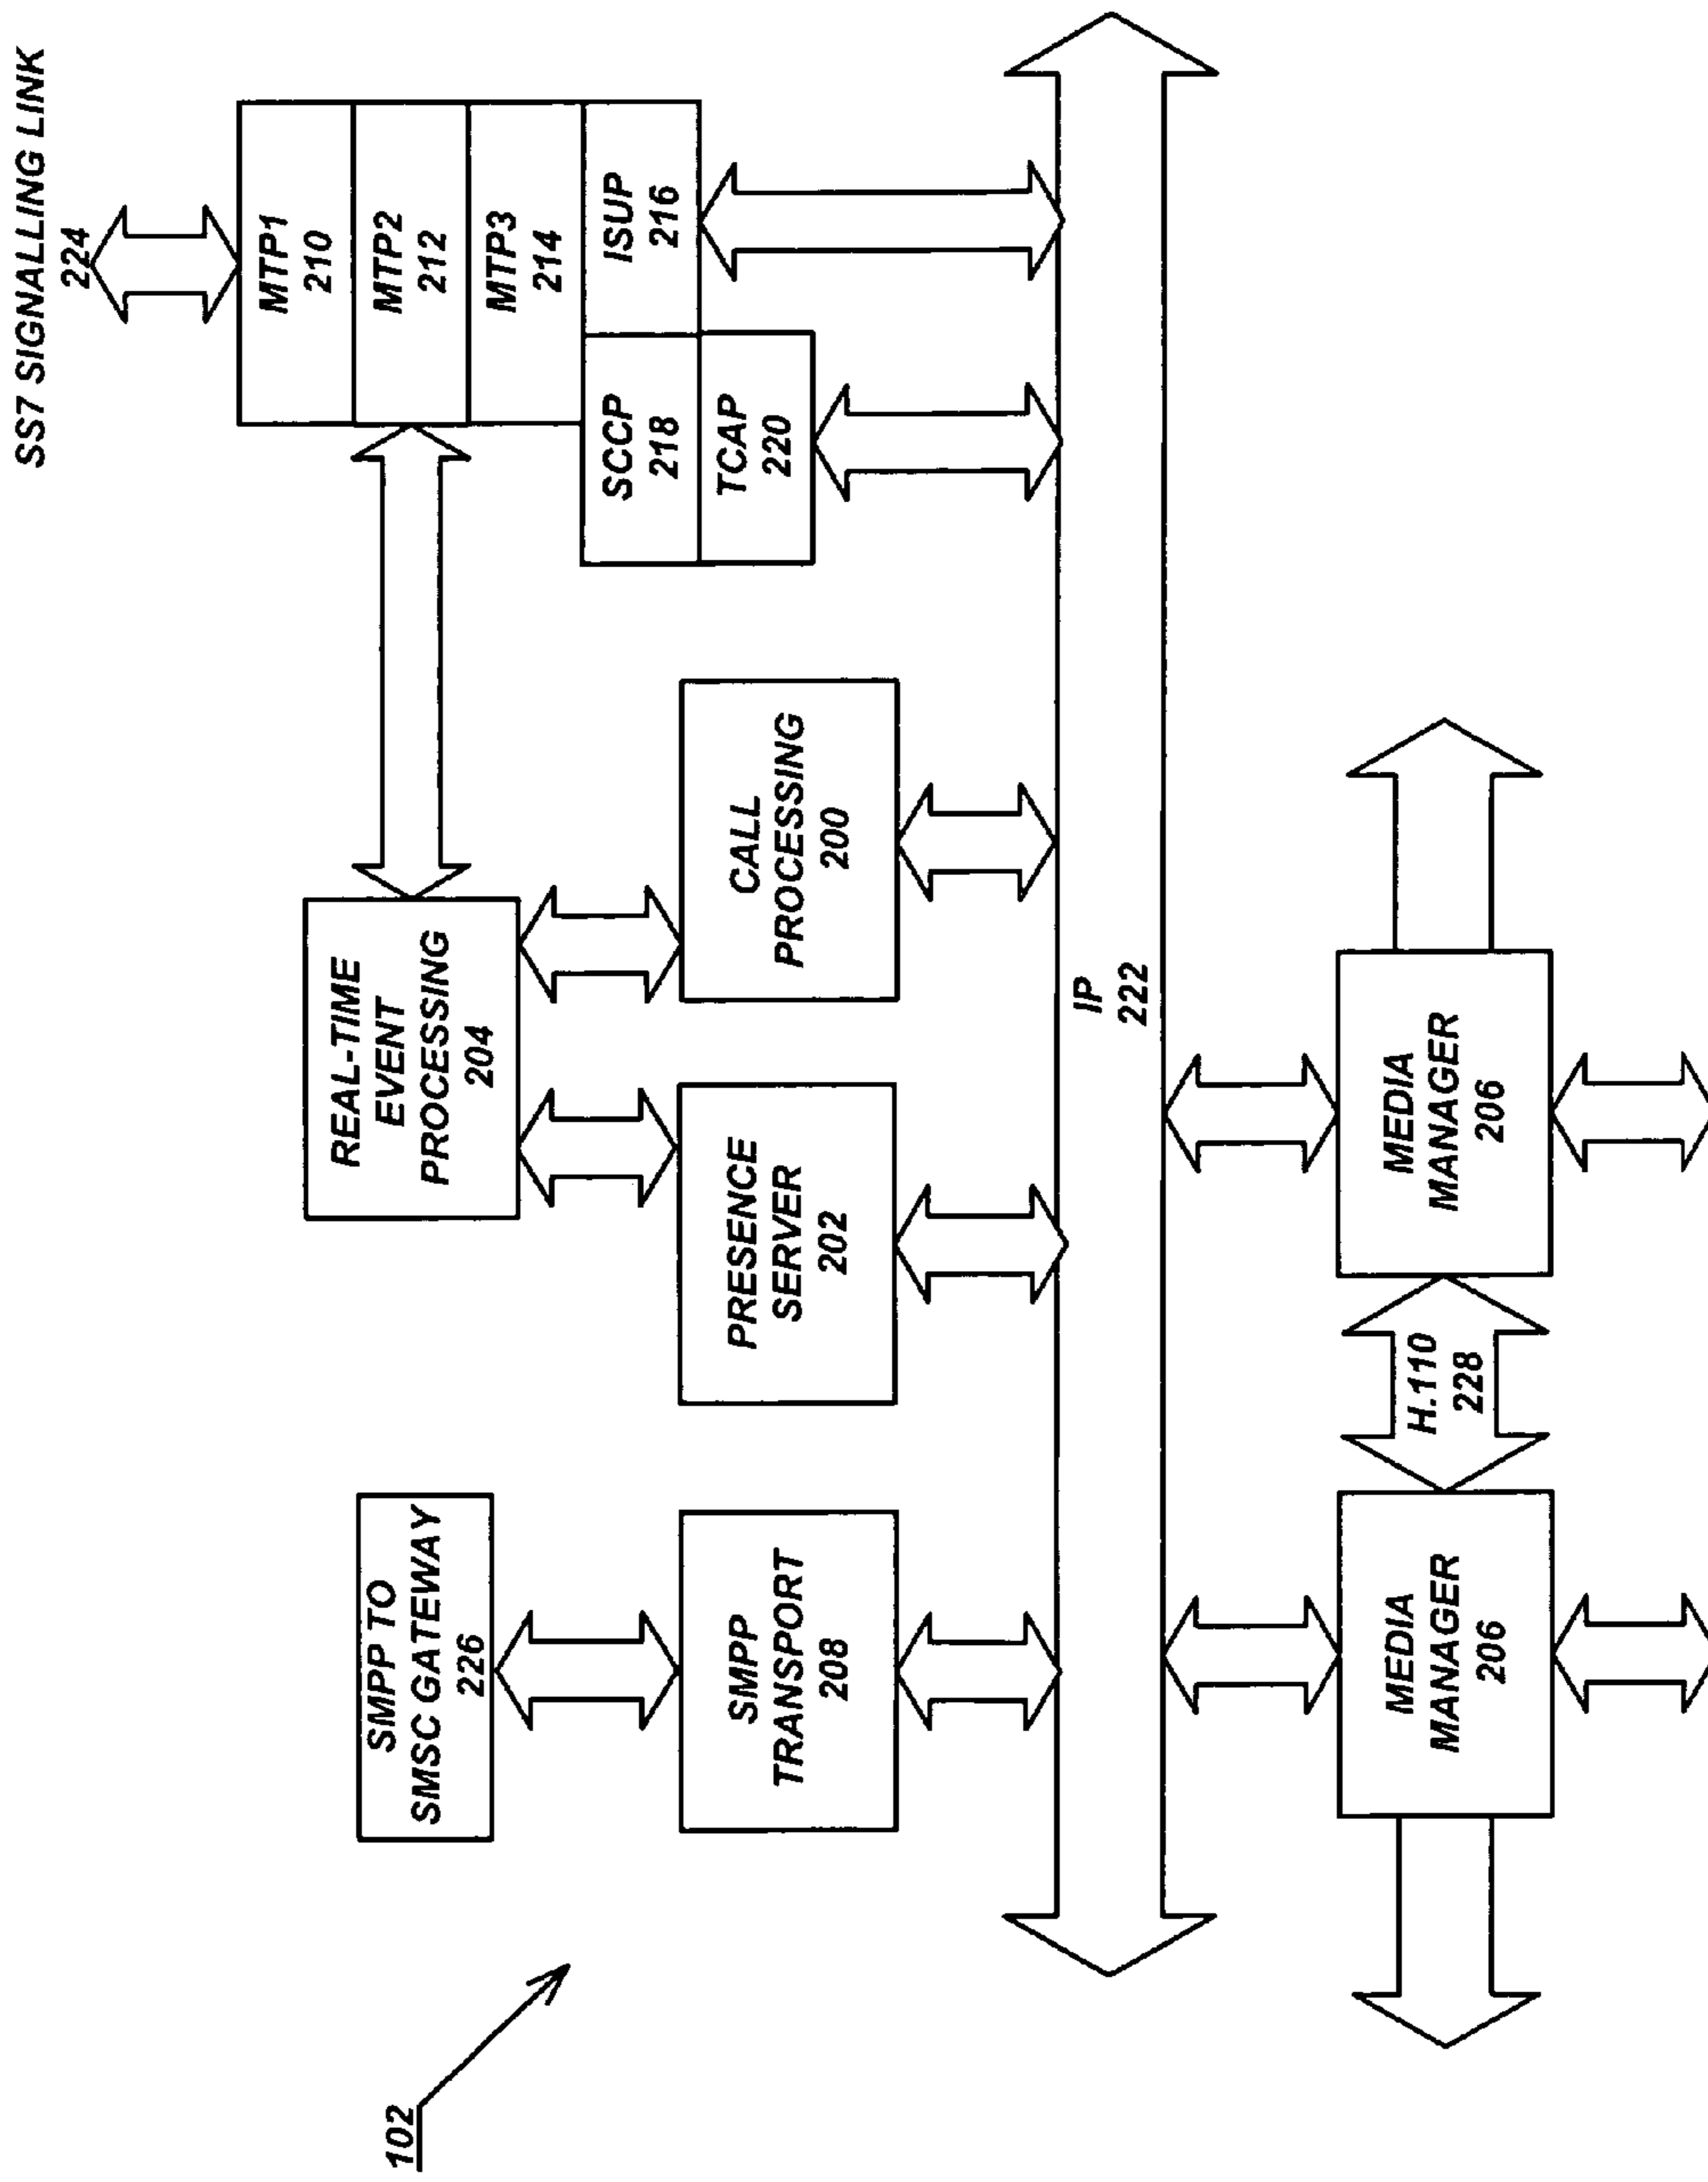 SS7 SIGNALLING LINK
224
MTP1
210
MTP2
212
MTP3
214
ISUP
216
SCCP
218
TCAP
220
REAL-TIME
EVENT
PROCESSING
204
CALL
PROCESSING
200
PRESENCE
SERVER
202
SMPP TO
SMSC GATEWAY
226
SMPP
TRANSPORT
208
IP
222
MEDIA
MANAGER
206
H.110
228
MEDIA
MANAGER
206
102